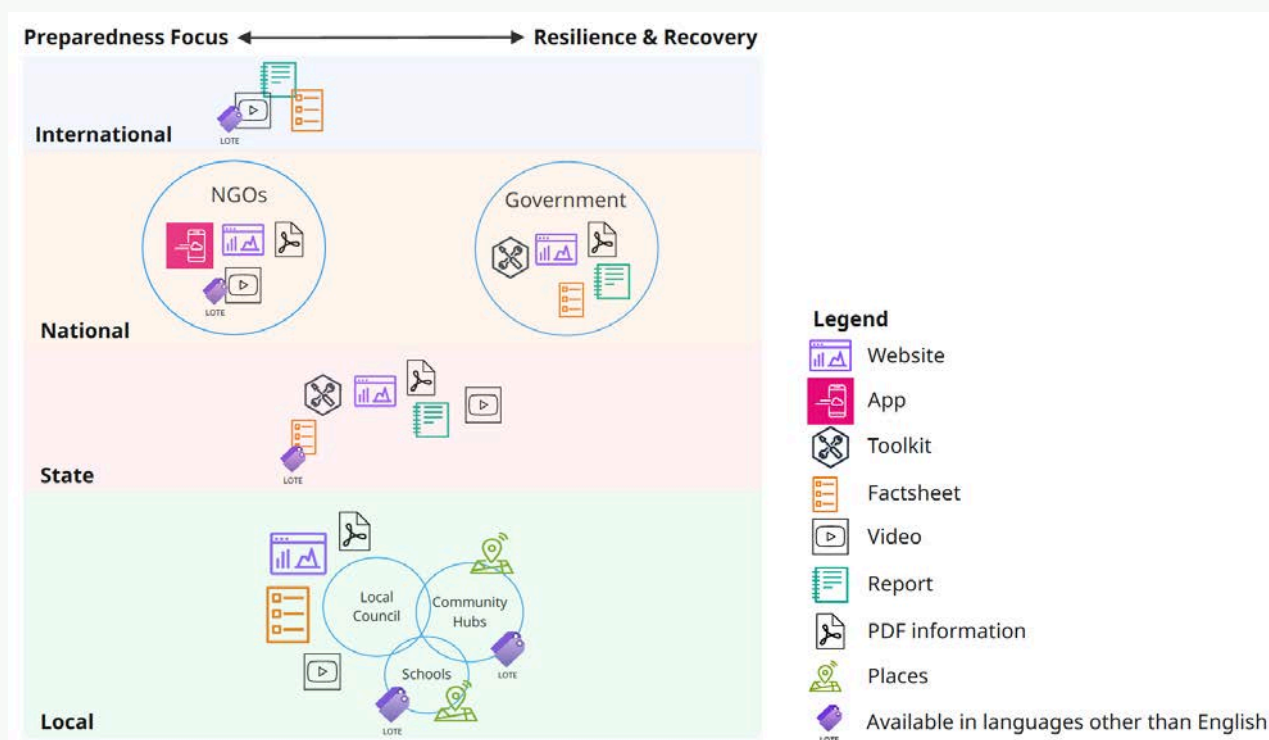 Preparedness Focus
Resilience & Recovery
LOTE
International
NGOs
Government
LOTE
National
LOTE
State
Local
Council
Community
Hubs
LOTE
Schools
LOTE
Local
Legend
Website
App
Toolkit
Factsheet
Video
Report
PDF information
Places
Available in languages other than English
LOTE